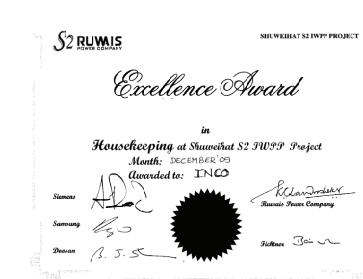 S2 RUWAIS
POWER COMPANY
SHUWEIHAT S2 IWPP PROJECT
Excellence Award
in
Housekeeping at Shuweihat S2 IWPP Project
Month: DECEMBER'09
Awarded to: INCO
Siemens
Ruwais Power Company
Samsung
Fichtner
Doosan